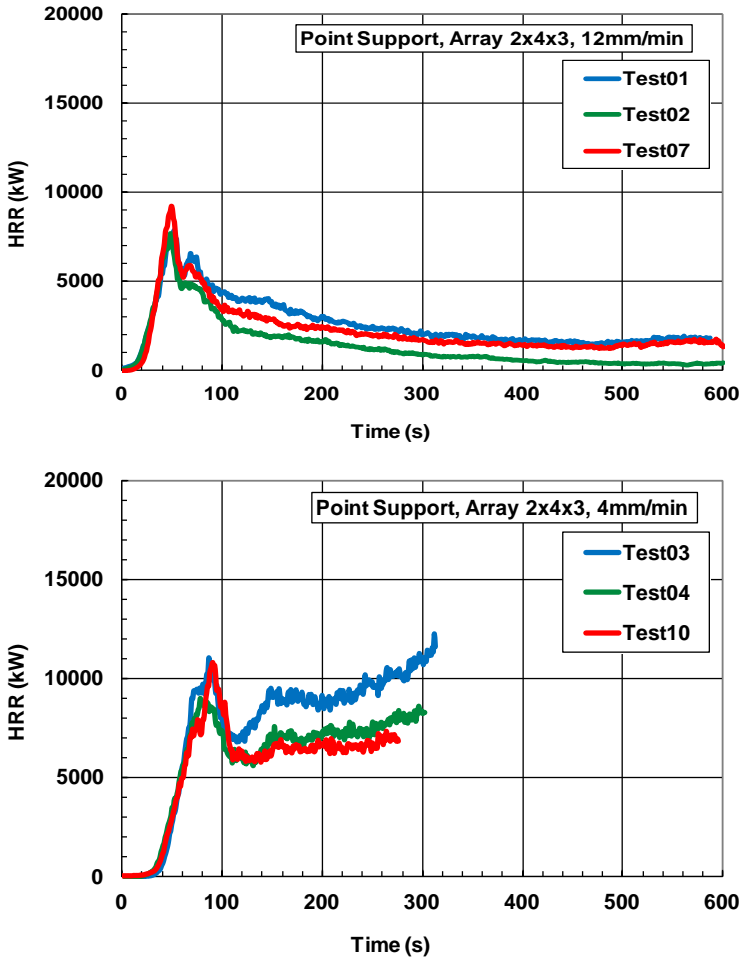 20000
Point Support, Array 2x4x3, 12mm/min
Test01
15000
Test02
Test07
HRR (kW)
10000
5000
0
0 100 200 300 400 500 600
Time (s)
20000
Point Support, Array 2x4x3, 4mm/min
Test03
15000
Test04
Test10
HRR (kW)
10000
5000
0
0 100 200 300 400 500 600
Time (s)